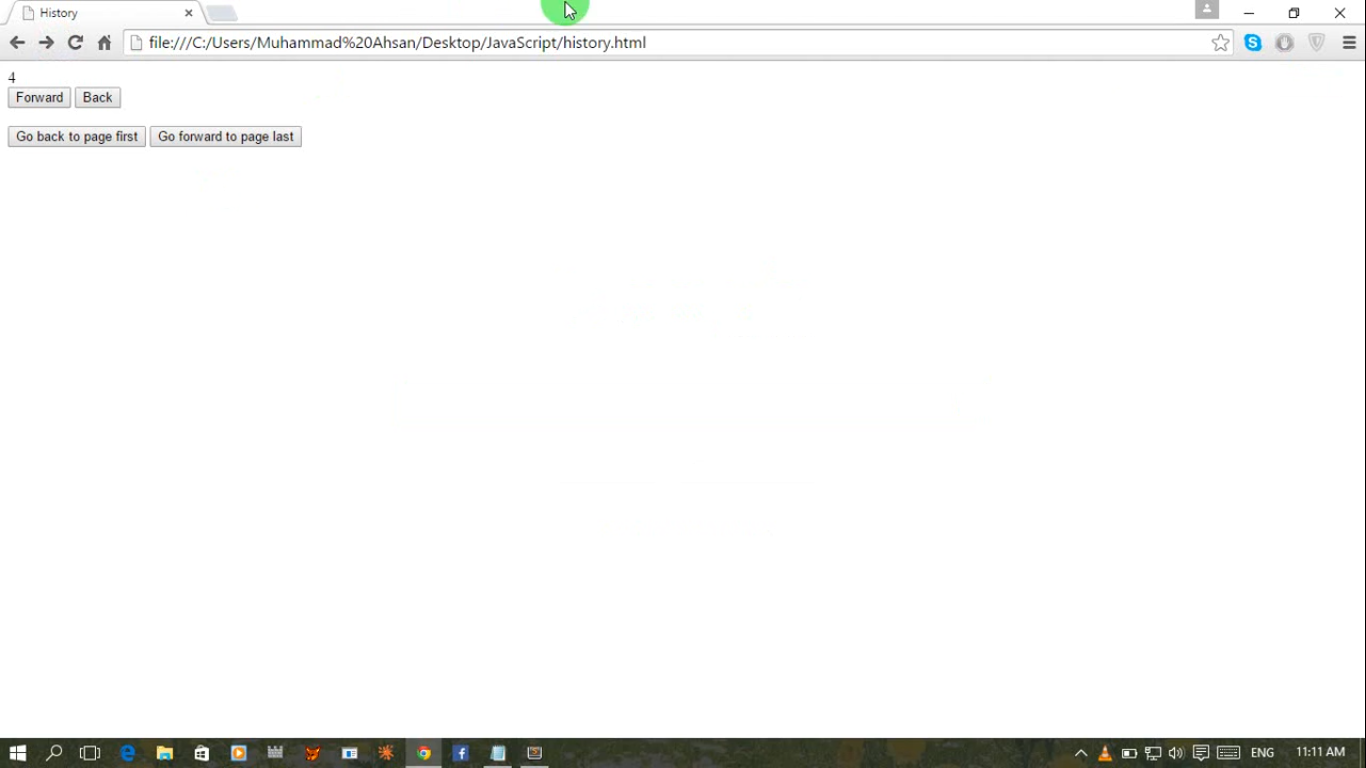 History
file:///C:/Users/Muhammad%20Ahsan/Desktop/JavaScript/history.html
4
Forward Back
Go back to page first Go forward to page last
ENG 11:11 AM